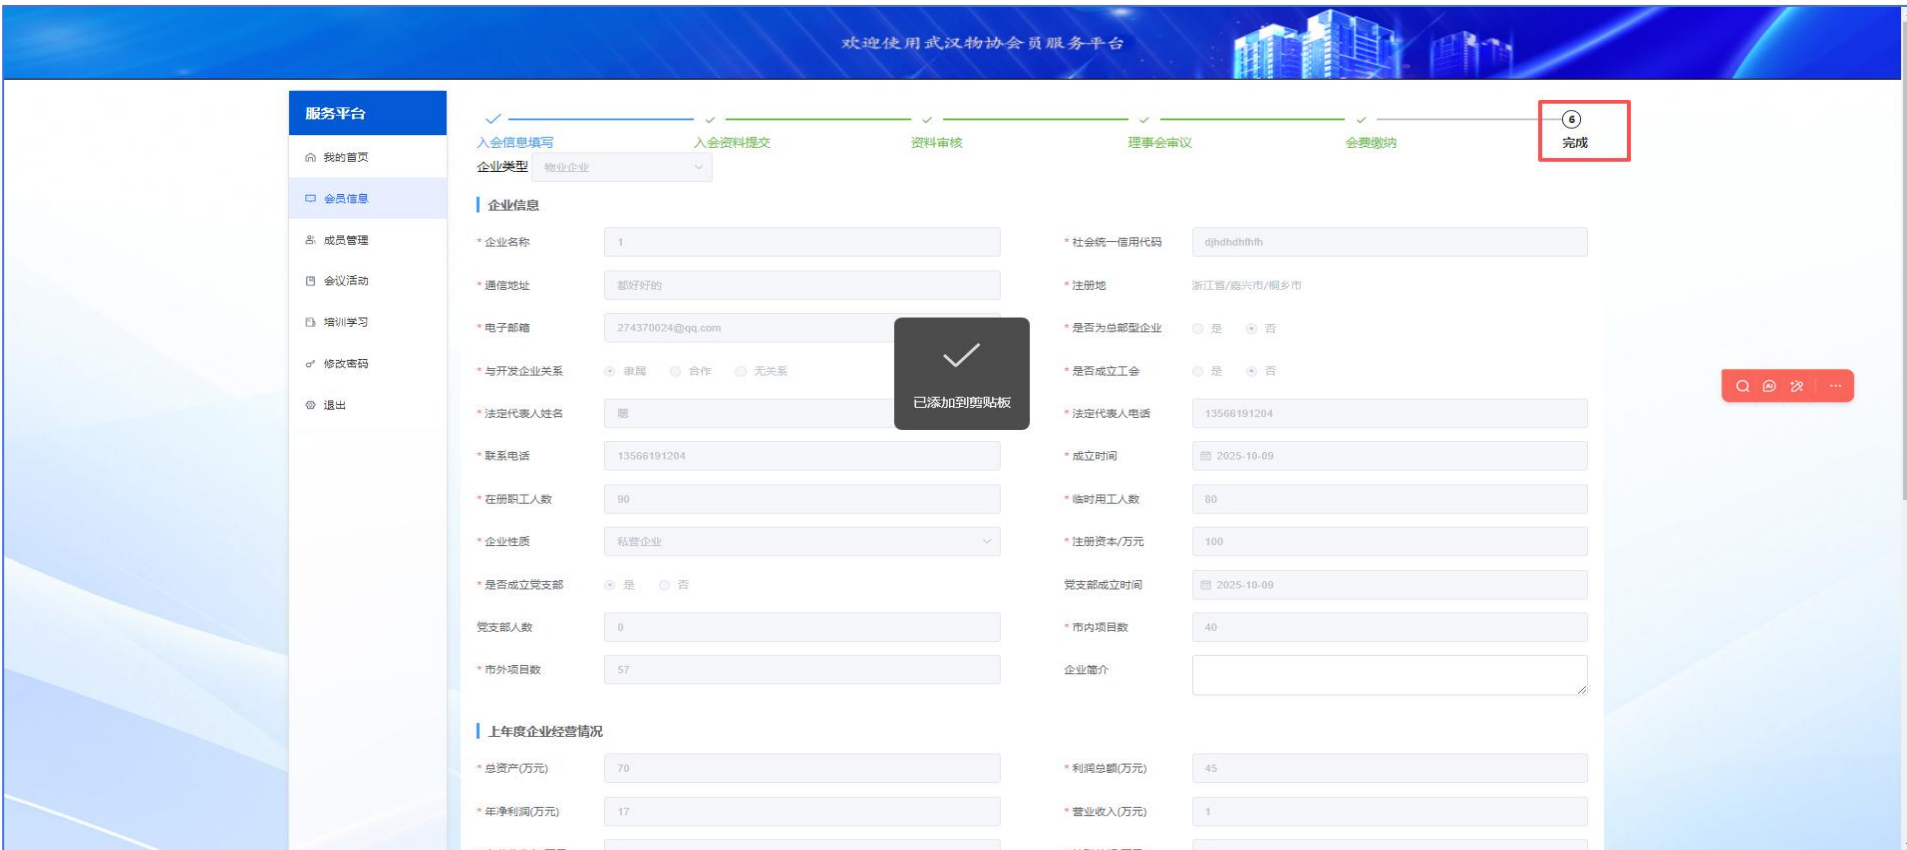 欢迎使用武汉物协会员服务平台
服务平台
我的首页
会员信息
成员管理
会议活动
培训学习
修改密码
退出
入会信息填写 入会资料提交 资料审核 理事会审议 会费缴纳 6 完成
企业类型 物业企业
企业信息
* 企业名称 1 * 社会统一信用代码 djhdhdhfhfh
* 通信地址 都好好的 * 注册地 浙江省/嘉兴市/桐乡市
* 电子邮箱 274370024@qq.com * 是否为总部型企业 是 否
* 与开发企业关系 隶属 合作 无关系 * 是否成立工会 是 否
已添加到剪贴板
* 法定代表人姓名 嗯 * 法定代表人电话 13566191204
* 联系电话 13566191204 * 成立时间 2025-10-09
* 在册职工人数 90 * 临时用工人数 80
* 企业性质 私营企业 * 注册资本/万元 100
* 是否成立党支部 是 否 党支部成立时间 2025-10-09
党支部人数 0 * 市内项目数 40
* 市外项目数 57 企业简介
上年度企业经营情况
* 总资产(万元) 70 * 利润总额(万元) 45
* 年净利润(万元) 17 * 营业收入(万元) 1